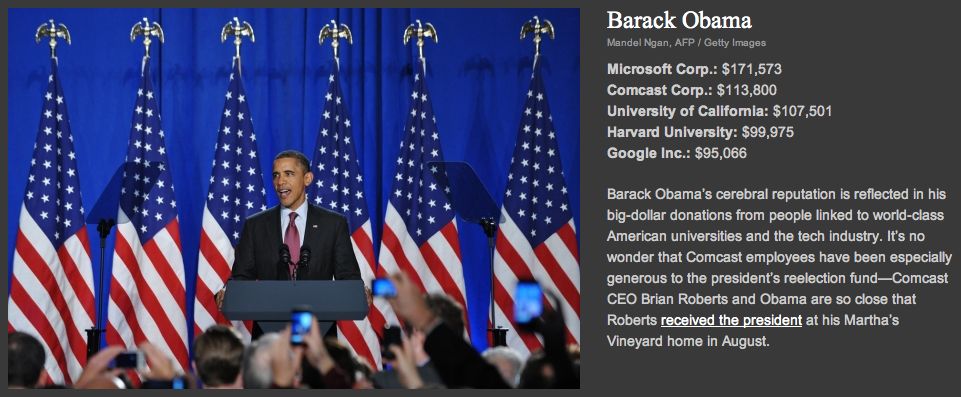 Barack Obama
Mandel Ngan, AFP / Getty Images
Microsoft Corp.: $171,573
Comcast Corp.: $113,800
University of California: $107,501
Harvard University: $99,975
Google Inc.: $95,066
Barack Obama’s cerebral reputation is reflected in his
big-dollar donations from people linked to world-class
American universities and the tech industry. It’s no
wonder that Comcast employees have been especially
generous to the president’s reelection fund—Comcast
CEO Brian Roberts and Obama are so close that
Roberts received the president at his Martha’s
Vineyard home in August.